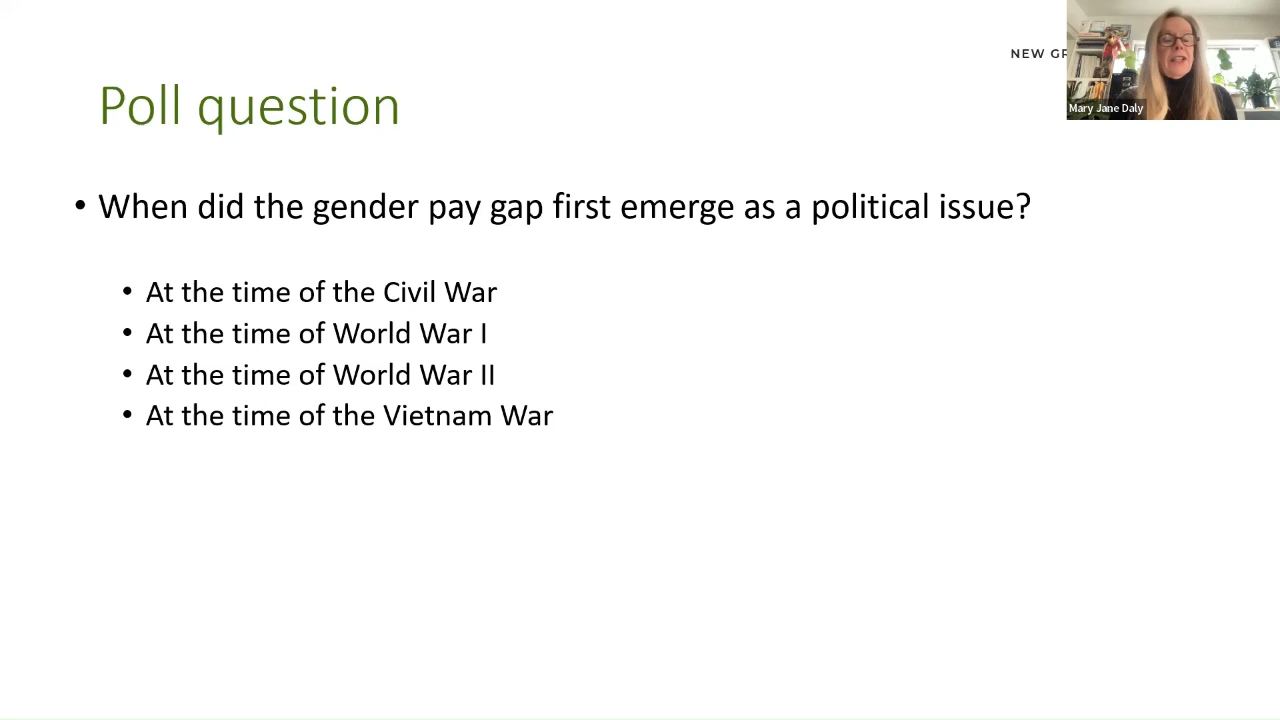 NEW GR
Poll question
Mary Jane Daly
• When did the gender pay gap first emerge as a political issue?
• At the time of the Civil War
• At the time of World War I
• At the time of World War II
• At the time of the Vietnam War